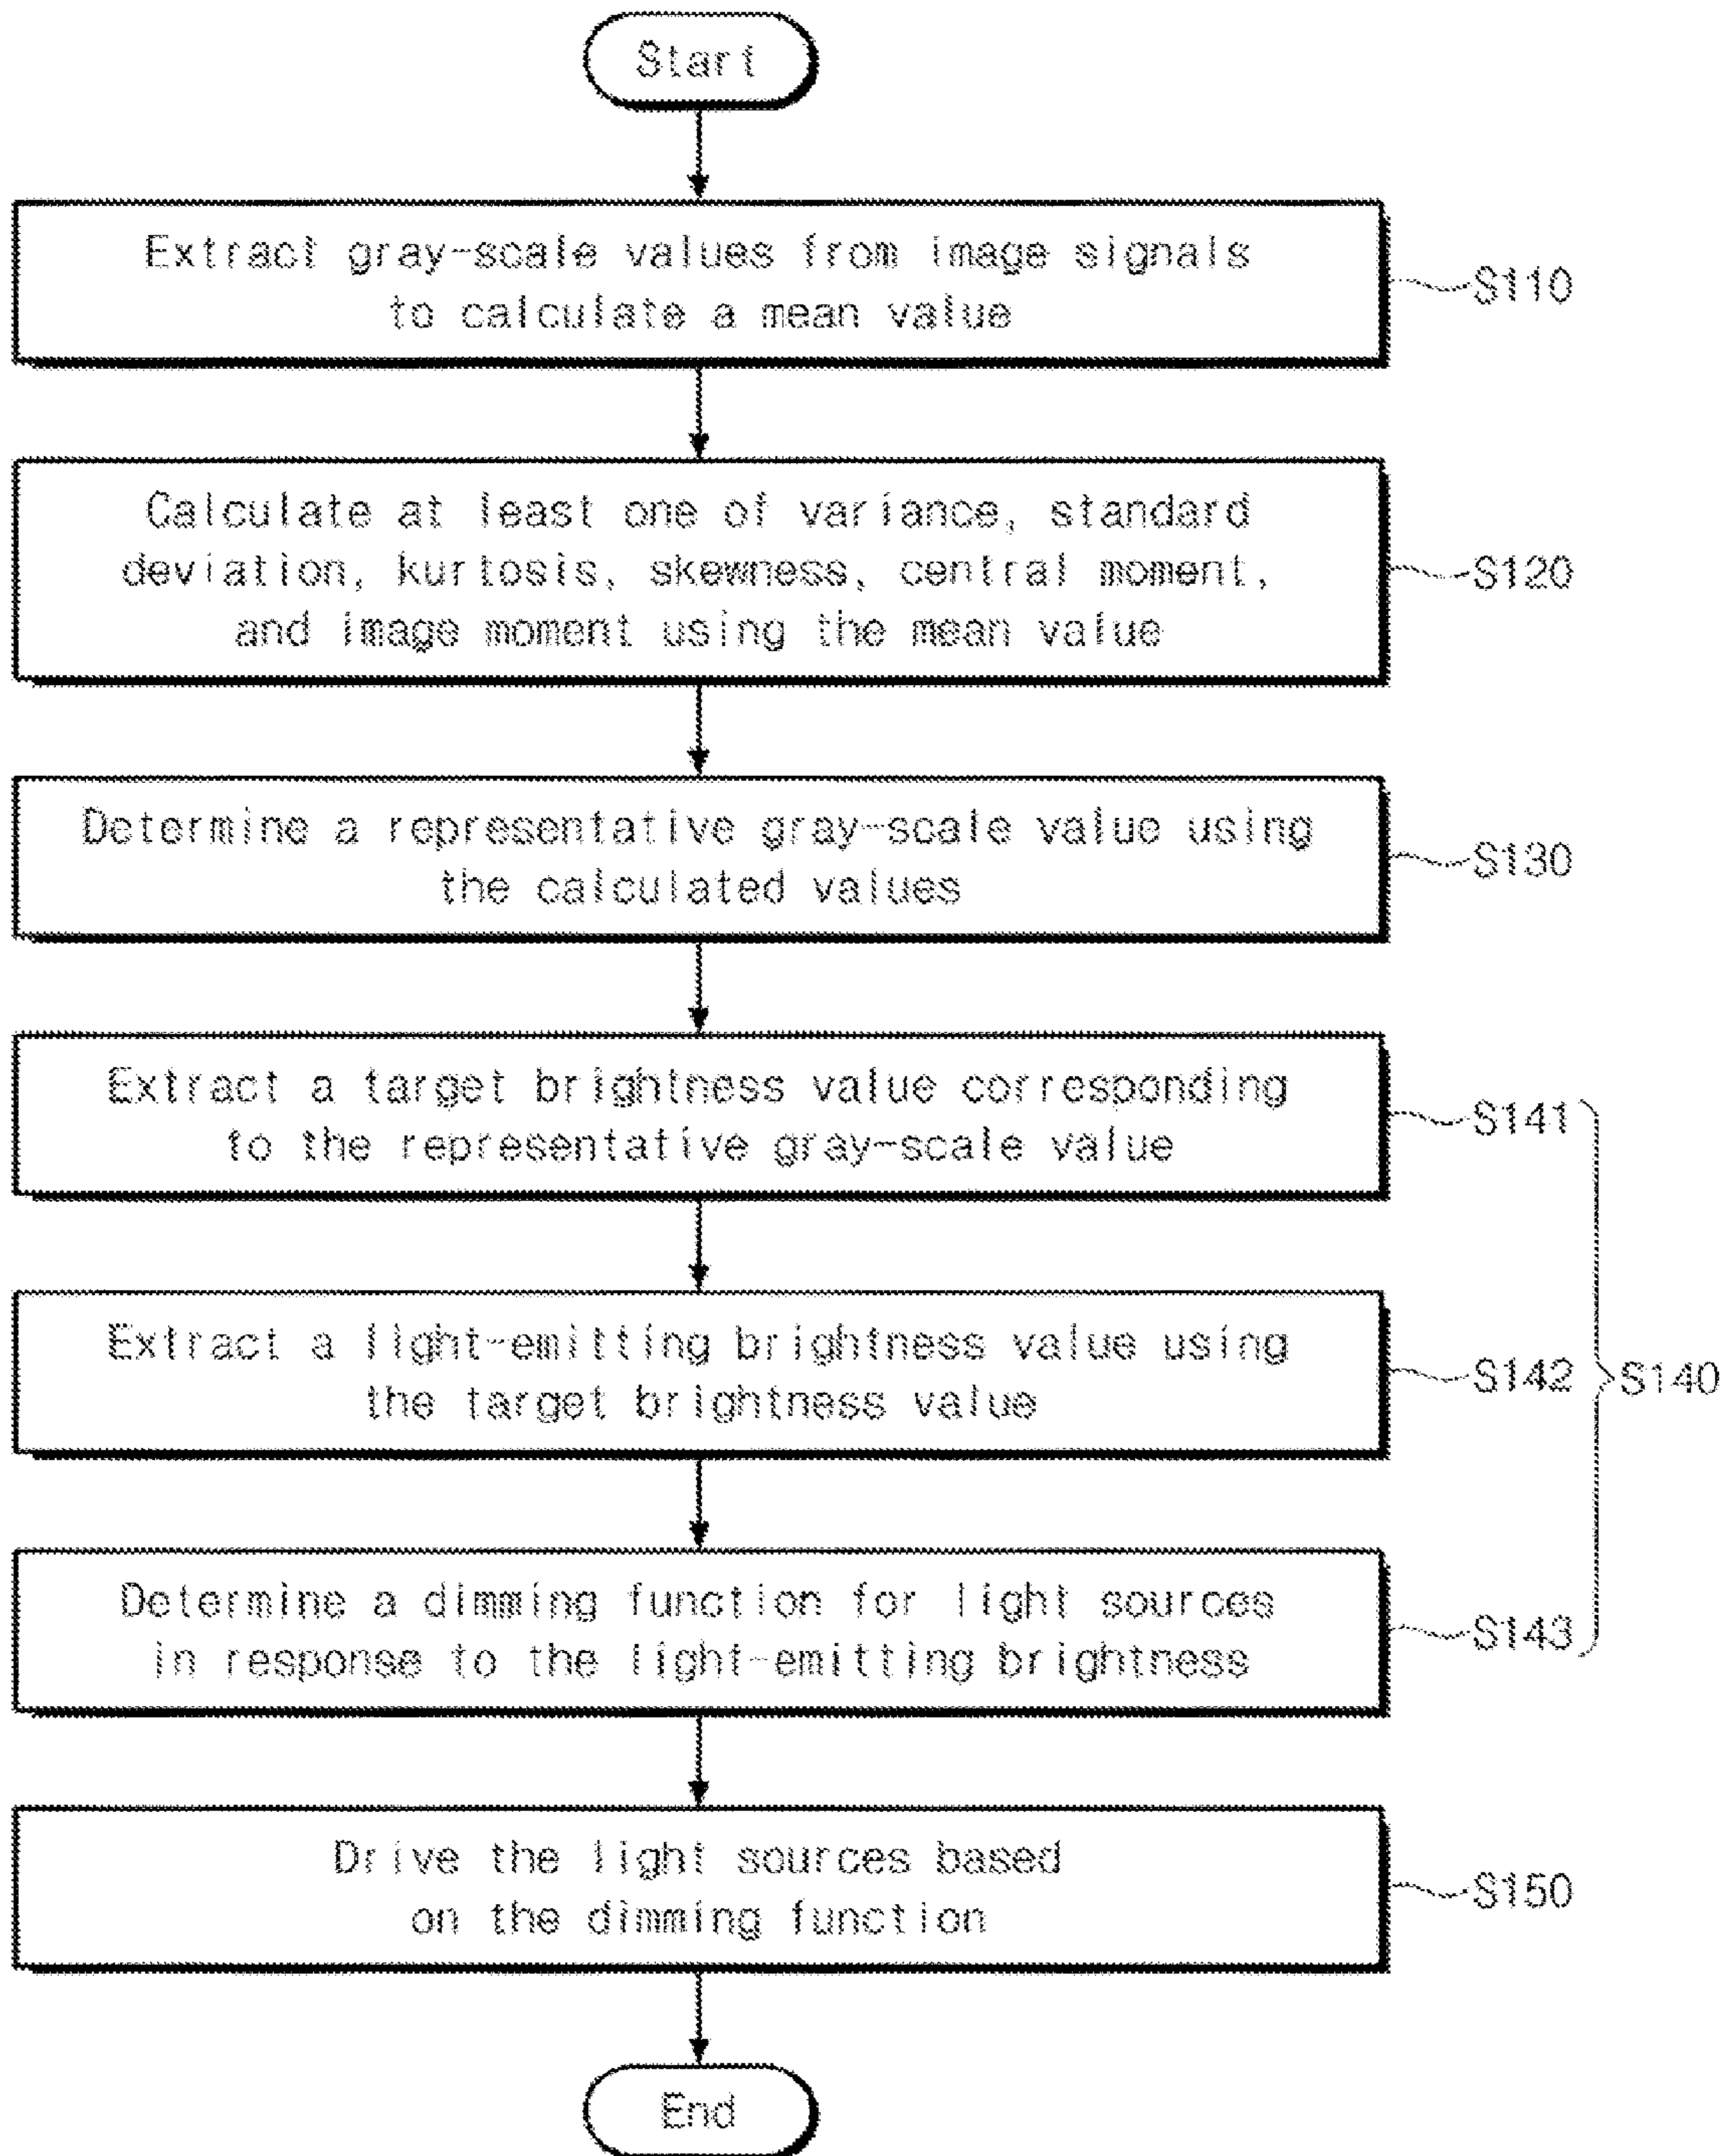 Start
Extract gray-scale values from image signals
to calculate a mean value
S110
Calculate at least one of variance, standard
deviation, kurtosis, skewness, central moment,
and image moment using the mean value
S120
Determine a representative gray-scale value using
the calculated values
S130
Extract a target brightness value corresponding
to the representative gray-scale value
S141
Extract a light-emitting brightness value using
the target brightness value
S142
S140
Determine a dimming function for light sources
in response to the light-emitting brightness
S143
Drive the light sources based
on the dimming function
S150
End